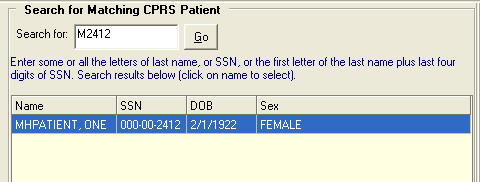 Search for Matching CPRS Patient
Search for: M2412 Go
Enter some or all the letters of last name, or SSN, or the first letter of the last name plus last four
digits of SSN. Search results below (click on name to select).
Name SSN DOB Sex
MHPATIENT, ONE 000-00-2412 2/1/1922 FEMALE